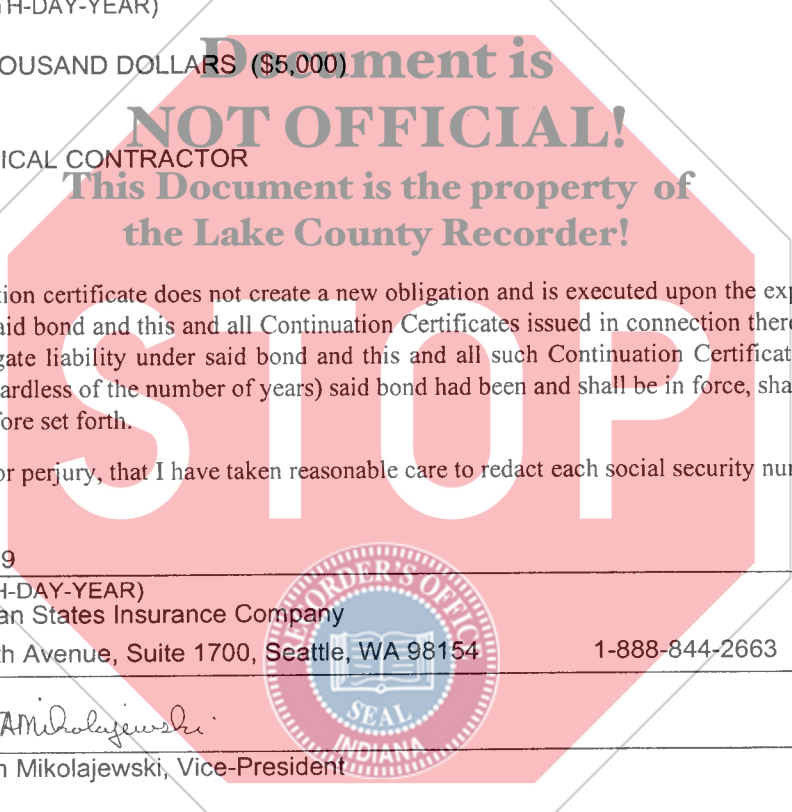 TH-DAY-YEAR)
OUSAND DOLLARS ($5,000)
Document is
NOT OFFICIAL!
ICAL CONTRACTOR
This Document is the property of
the Lake County Recorder!
tion certificate does not create a new obligation and is executed upon the exp
aid bond and this and all Continuation Certificates issued in connection there
gate liability under said bond and this and all such Continuation Certificat
ardless of the number of years) said bond had been and shall be in force, sha
fore set forth.
STOP
or perjury, that I have taken reasonable care to redact each social security nu
9
H-DAY-YEAR)
an States Insurance Company
th Avenue, Suite 1700, Seattle, WA 98154 1-888-844-2663
RECORDER'S OFFIC
SEAL
INDIANA
AMikolajewski
n Mikolajewski, Vice-President